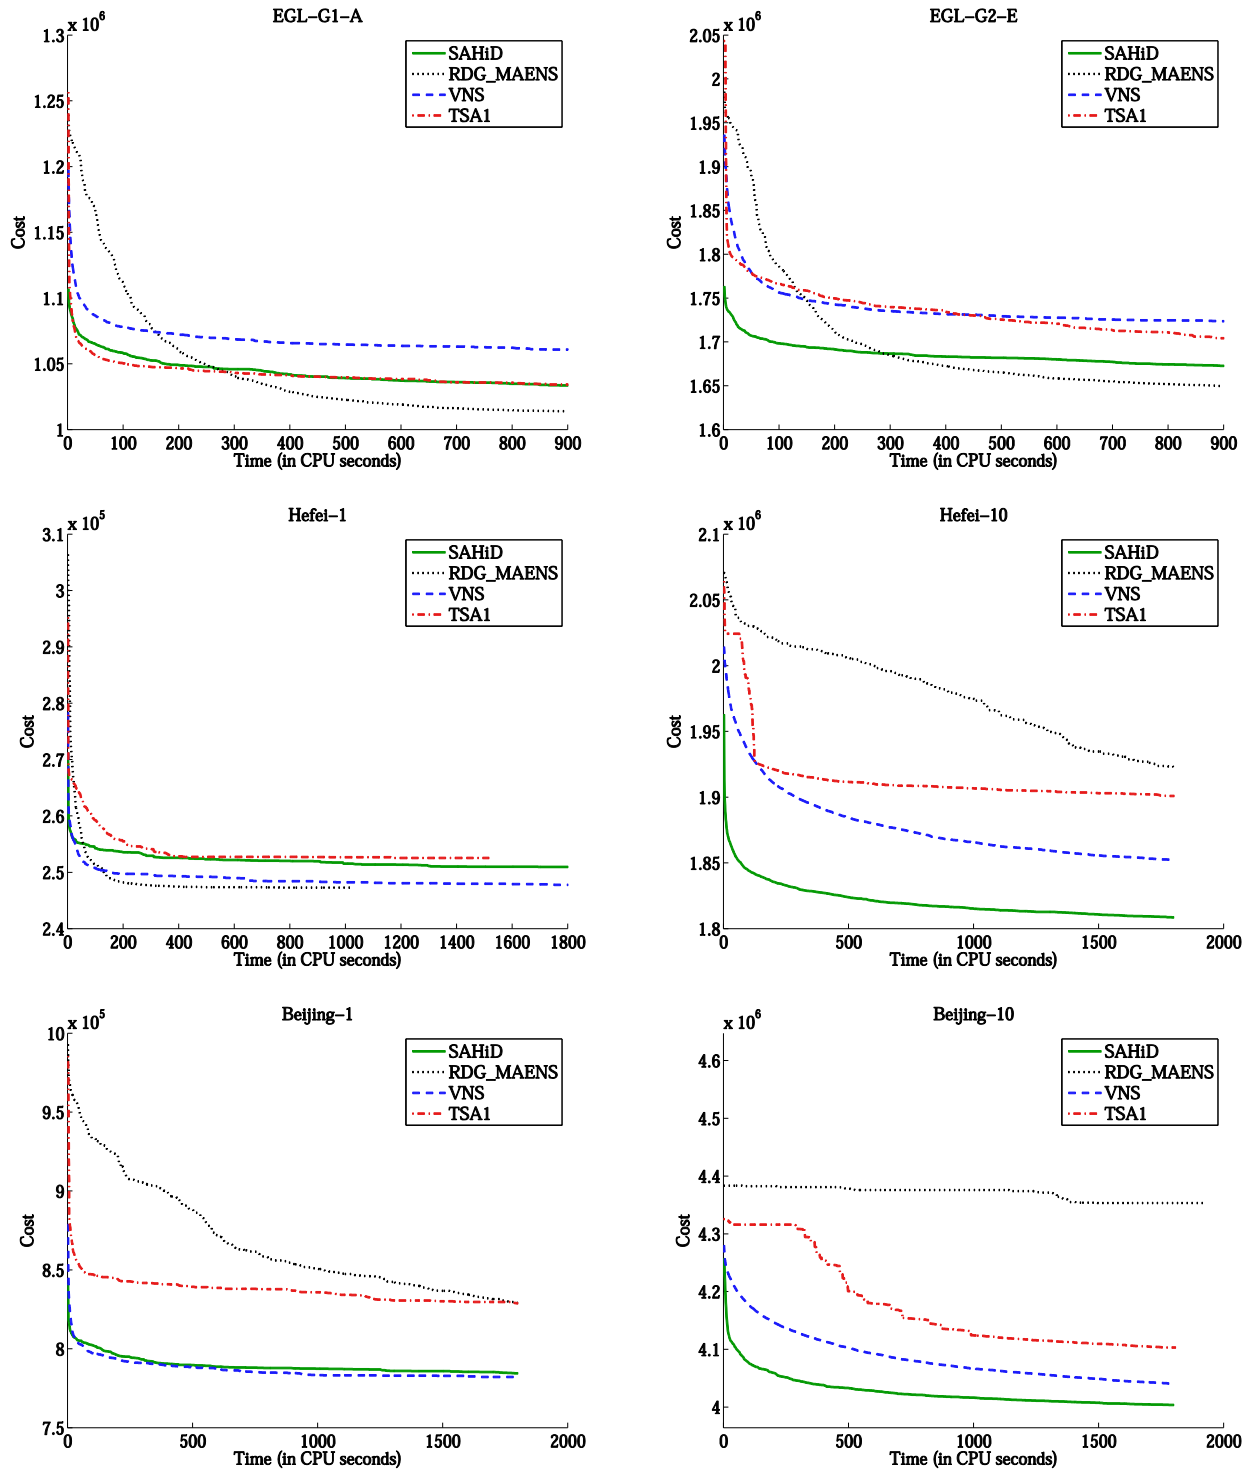 EGL-G1-A
x 10^6
1.3
1.25
1.2
1.15
1.1
1.05
1
Cost
0 100 200 300 400 500 600 700 800 900
Time (in CPU seconds)
SAHiD
RDG_MAENS
VNS
TSA1
EGL-G2-E
x 10^6
2.05
2
1.95
1.9
1.85
1.8
1.75
1.7
1.65
1.6
Cost
0 100 200 300 400 500 600 700 800 900
Time (in CPU seconds)
SAHiD
RDG_MAENS
VNS
TSA1
Hefei-1
x 10^5
3.1
3
2.9
2.8
2.7
2.6
2.5
2.4
Cost
0 200 400 600 800 1000 1200 1400 1600 1800
Time (in CPU seconds)
SAHiD
RDG_MAENS
VNS
TSA1
Hefei-10
x 10^6
2.1
2.05
2
1.95
1.9
1.85
1.8
Cost
0 500 1000 1500 2000
Time (in CPU seconds)
SAHiD
RDG_MAENS
VNS
TSA1
Beijing-1
x 10^5
10
9.5
9
8.5
8
7.5
Cost
0 500 1000 1500 2000
Time (in CPU seconds)
SAHiD
RDG_MAENS
VNS
TSA1
Beijing-10
x 10^6
4.6
4.5
4.4
4.3
4.2
4.1
4
Cost
0 500 1000 1500 2000
Time (in CPU seconds)
SAHiD
RDG_MAENS
VNS
TSA1